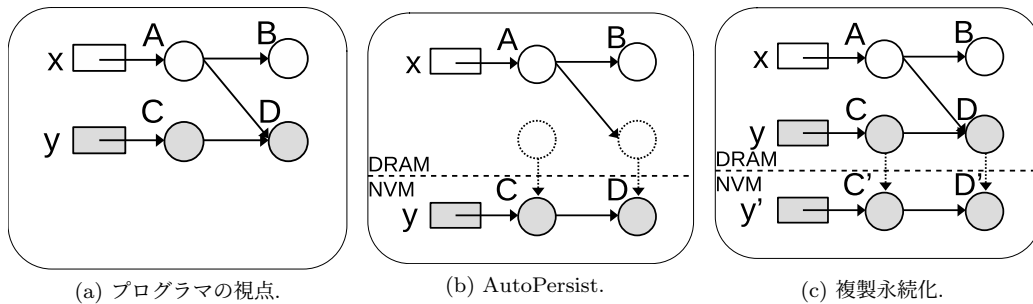 A B
x
C D
y
(a) プログラマの視点.
A B
x
DRAM
NVM
C D
y
(b) AutoPersist.
A B
x
C D
y
DRAM
NVM
C' D'
y'
(c) 複製永続化.